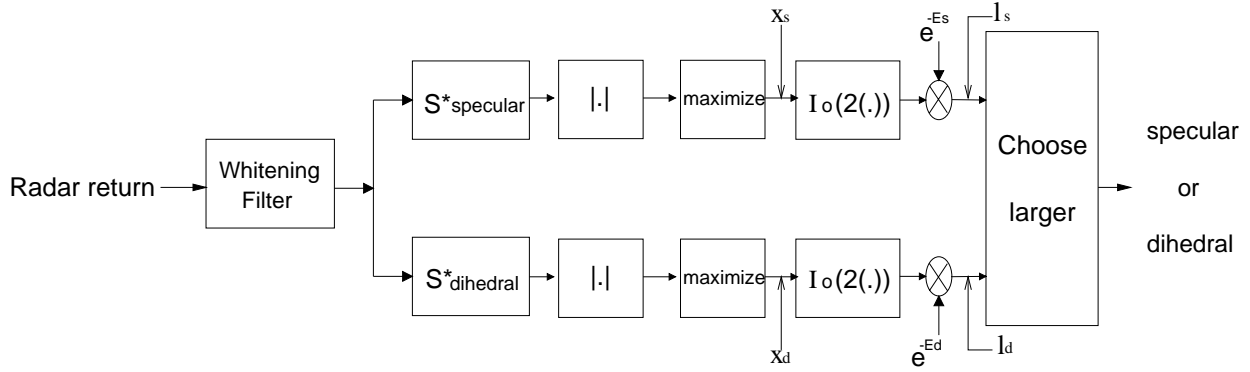 Radar return
Whitening
Filter
S*specular
|.|
maximize
xs
Io(2(.))
e-Es
ls
S*dihedral
|.|
maximize
xd
Io(2(.))
e-Ed
ld
Choose
larger
specular
or
dihedral